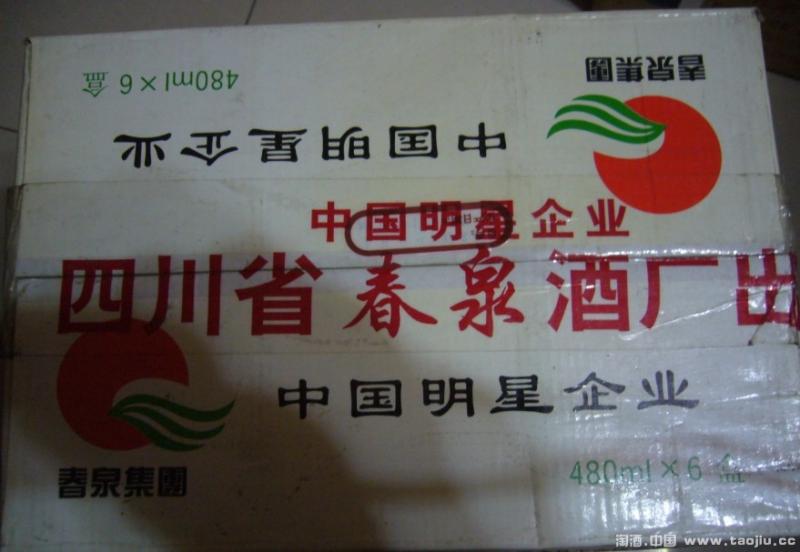 春泉集團
480ml×6盒
中国明星企业
中国明星企业
四川省春泉酒厂出
中国明星企业
春泉集團
480ml×6盒
淘酒.中国 www.taojiu.cc